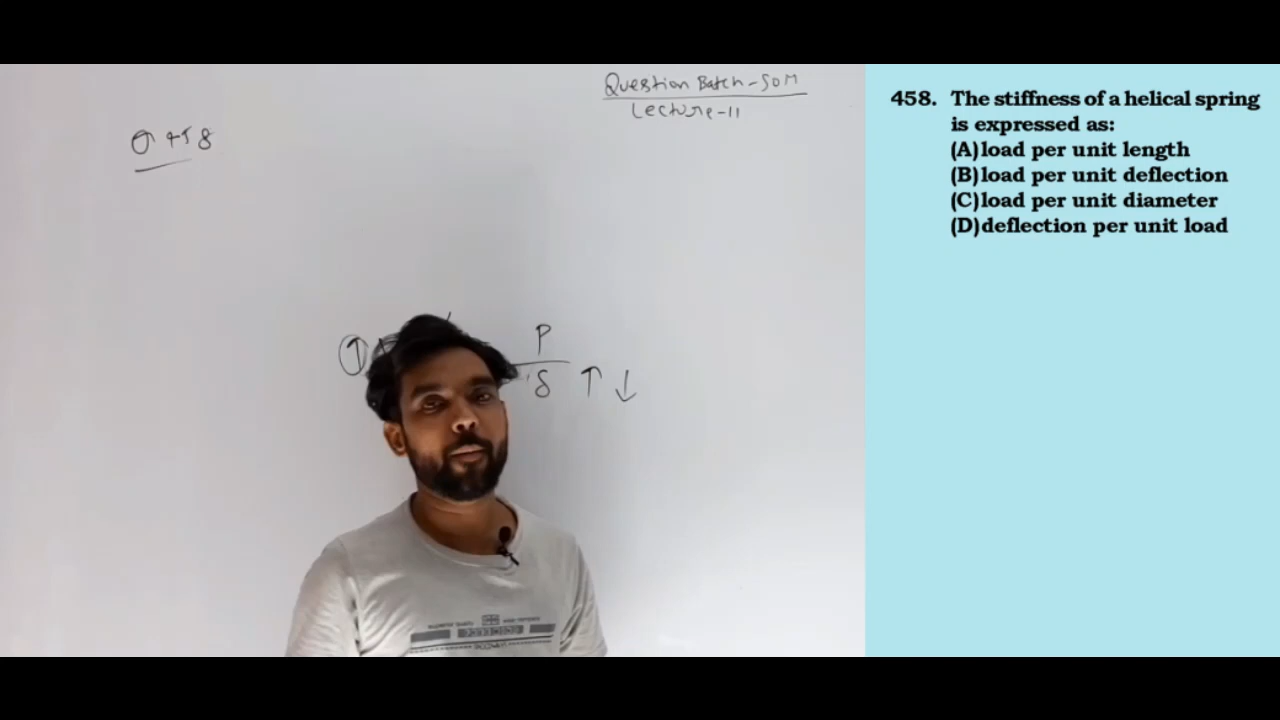 Question Batch-SOM
Lecture-11
Q 458
P
δ ↑ ↓
458. The stiffness of a helical spring
is expressed as:
(A)load per unit length
(B)load per unit deflection
(C)load per unit diameter
(D)deflection per unit load